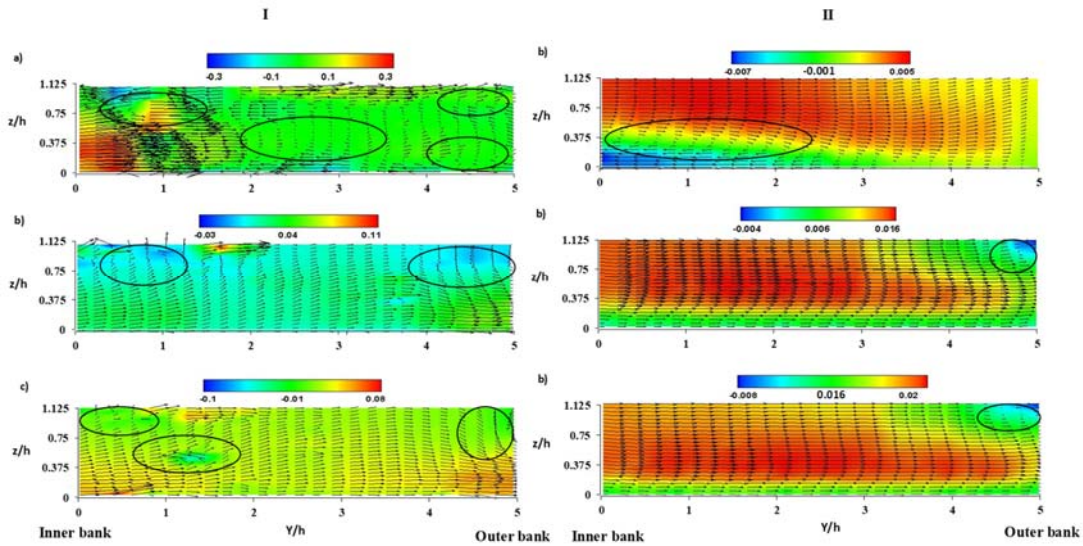 I
II
a)
-0.3 -0.1 0.1 0.3
1.125
0.75
z/h
0.375
0
0 1 2 3 4 5
b)
-0.007 -0.001 0.005
1.125
0.75
z/h
0.375
0
0 1 2 3 4 5
b)
-0.03 0.04 0.11
1.125
0.75
z/h
0.375
0
0 1 2 3 4 5
b)
-0.004 0.006 0.016
1.125
0.75
z/h
0.375
0
0 1 2 3 4 5
c)
-0.1 -0.01 0.08
1.125
0.75
z/h
0.375
0
0 1 2 3 4 5
Inner bank Y/h Outer bank
b)
-0.008 0.016 0.02
1.125
0.75
z/h
0.375
0
0 1 2 3 4 5
Inner bank Y/h Outer bank